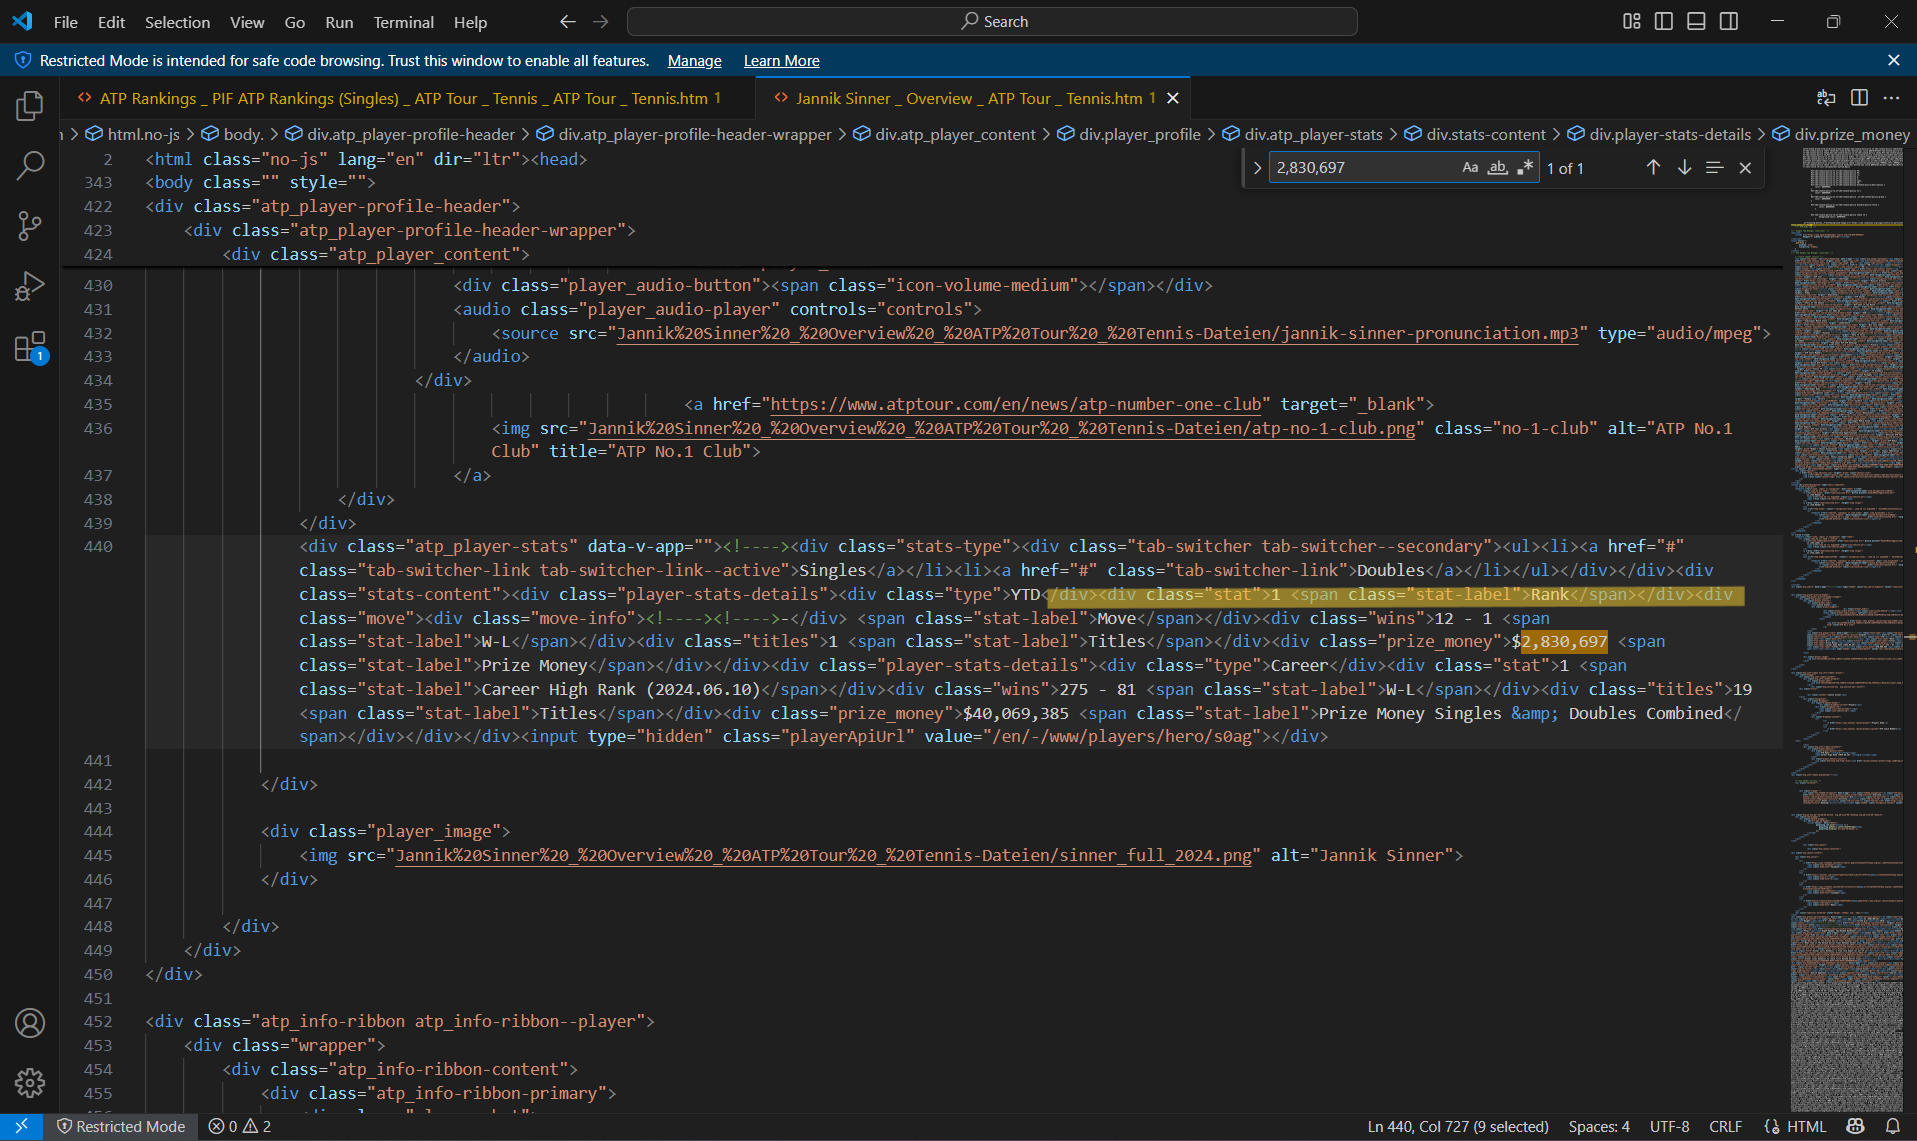 File Edit Selection View Go Run Terminal Help Search
Restricted Mode is intended for safe code browsing. Trust this window to enable all features. Manage Learn More
ATP Rankings _ PIF ATP Rankings (Singles) _ ATP Tour _ Tennis _ ATP Tour _ Tennis.htm 1 Jannik Sinner _ Overview _ ATP Tour _ Tennis.htm 1
html.no-js > body. > div.atp_player-profile-header > div.atp_player-profile-header-wrapper > div.atp_player_content > div.player_profile > div.atp_player-stats > div.stats-content > div.player-stats-details > div.prize_money
2,830,697 Aa ab 1 of 1
2 <html class="no-js" lang="en" dir="ltr"><head>
343 <body class="" style="">
422 <div class="atp_player-profile-header">
423 <div class="atp_player-profile-header-wrapper">
424 <div class="atp_player_content">
430 <div class="player_audio-button"><span class="icon-volume-medium"></span></div>
431 <audio class="player_audio-player" controls="controls">
432 <source src="Jannik%20Sinner%20_%20Overview%20_%20ATP%20Tour%20_%20Tennis-Dateien/jannik-sinner-pronunciation.mp3" type="audio/mpeg">
433 </audio>
434 </div>
435 <a href="https://www.atptour.com/en/news/atp-number-one-club" target="_blank">
436 <img src="Jannik%20Sinner%20_%20Overview%20_%20ATP%20Tour%20_%20Tennis-Dateien/atp-no-1-club.png" class="no-1-club" alt="ATP No.1
Club" title="ATP No.1 Club">
437 </a>
438 </div>
439 </div>
440 <div class="atp_player-stats" data-v-app=""><!----><div class="stats-type"><div class="tab-switcher tab-switcher--secondary"><ul><li><a href="#"
class="tab-switcher-link tab-switcher-link--active">Singles</a></li><li><a href="#" class="tab-switcher-link">Doubles</a></li></ul></div></div><div
class="stats-content"><div class="player-stats-details"><div class="type">YTD</div><div class="stat">1 <span class="stat-label">Rank</span></div><div
class="move"><div class="move-info"><!----><!---->-</div> <span class="stat-label">Move</span></div><div class="wins">12 - 1 <span
class="stat-label">W-L</span></div><div class="titles">1 <span class="stat-label">Titles</span></div><div class="prize_money">$2,830,697 <span
class="stat-label">Prize Money</span></div></div><div class="player-stats-details"><div class="type">Career</div><div class="stat">1 <span
class="stat-label">Career High Rank (2024.06.10)</span></div><div class="wins">275 - 81 <span class="stat-label">W-L</span></div><div class="titles">19
<span class="stat-label">Titles</span></div><div class="prize_money">$40,069,385 <span class="stat-label">Prize Money Singles &amp; Doubles Combined</
span></div></div></div><input type="hidden" class="playerApiUrl" value="/en/-/www/players/hero/s0ag"></div>
441
442 </div>
443
444 <div class="player_image">
445 <img src="Jannik%20Sinner%20_%20Overview%20_%20ATP%20Tour%20_%20Tennis-Dateien/sinner_full_2024.png" alt="Jannik Sinner">
446 </div>
447
448 </div>
449 </div>
450 </div>
451
452 <div class="atp_info-ribbon atp_info-ribbon--player">
453 <div class="wrapper">
454 <div class="atp_info-ribbon-content">
455 <div class="atp_info-ribbon-primary">
1
Restricted Mode 0 2 Ln 440, Col 727 (9 selected) Spaces: 4 UTF-8 CRLF HTML